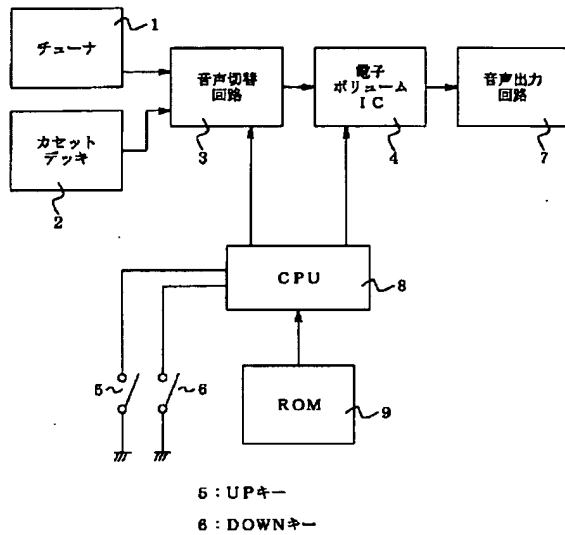 1
チューナ
音声切替
回路
3
電子
ボリューム
IC
4
音声出力
回路
7
カセット
デッキ
2
CPU
8
5
6
ROM
9
5：UPキー
6：DOWNキー